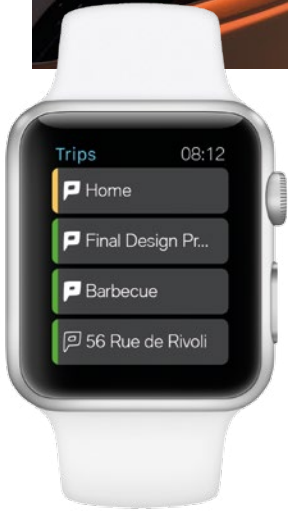 Trips 08:12
Home
Final Design Pr...
Barbecue
56 Rue de Rivoli